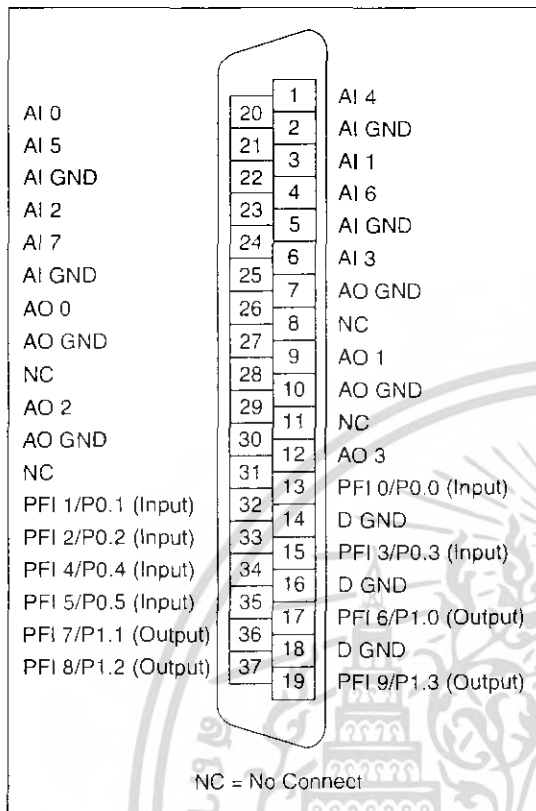 1 AI 4
AI 0 20
2 AI GND
AI 5 21
3 AI 1
AI GND 22
4 AI 6
AI 2 23
5 AI GND
AI 7 24
6 AI 3
AI GND 25
7 AO GND
AO 0 26
8 NC
AO GND 27
9 AO 1
NC 28
10 AO GND
AO 2 29
11 NC
AO GND 30
12 AO 3
NC 31
13 PFI 0/P0.0 (Input)
PFI 1/P0.1 (Input) 32
14 D GND
PFI 2/P0.2 (Input) 33
15 PFI 3/P0.3 (Input)
PFI 4/P0.4 (Input) 34
16 D GND
PFI 5/P0.5 (Input) 35
17 PFI 6/P1.0 (Output)
PFI 7/P1.1 (Output) 36
18 D GND
PFI 8/P1.2 (Output) 37
19 PFI 9/P1.3 (Output)
NC = No Connect